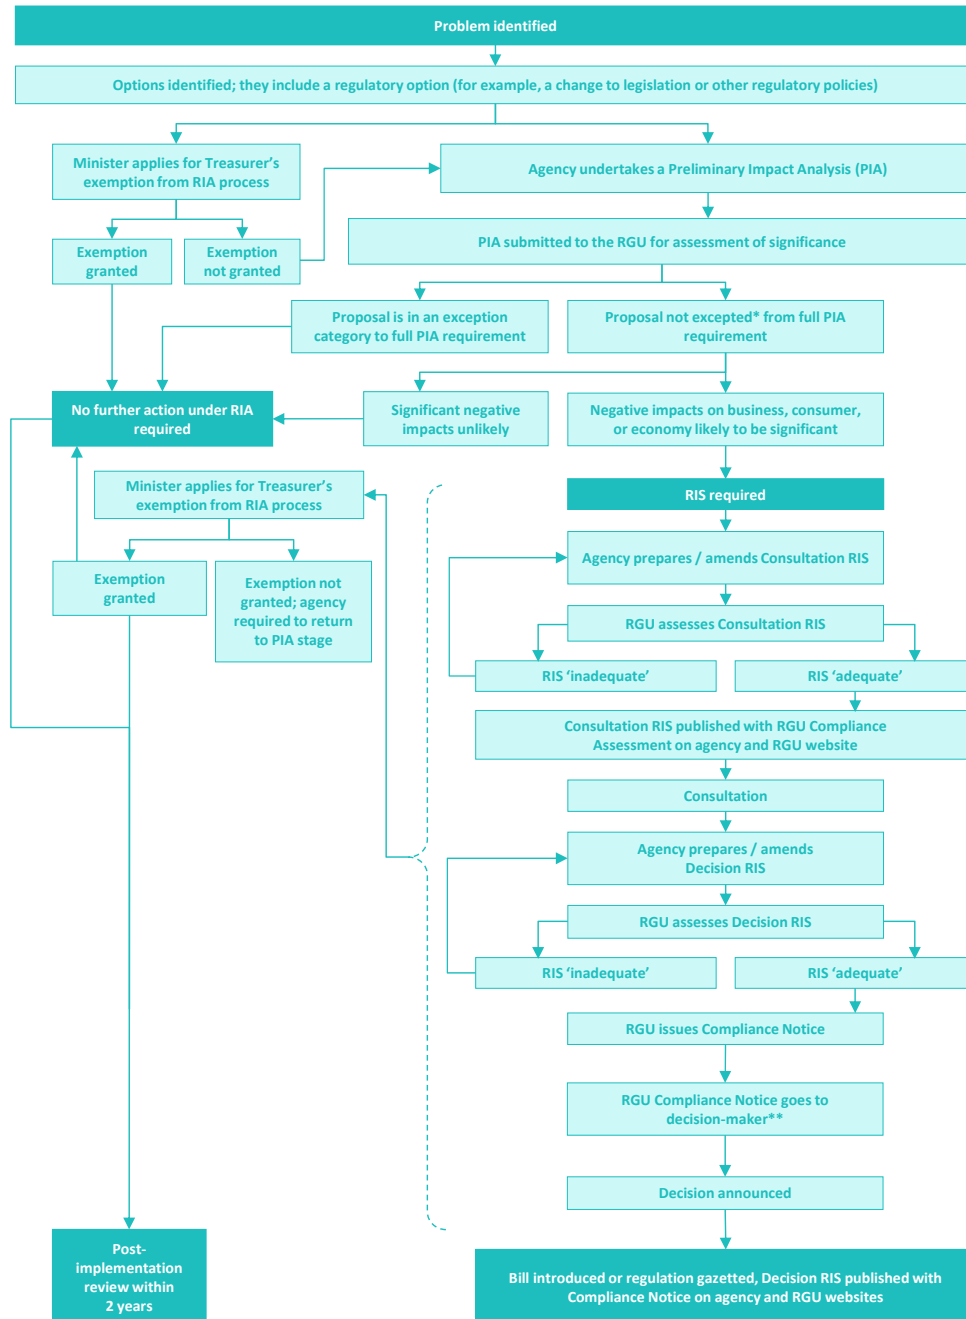 Problem identified
Options identified; they include a regulatory option (for example, a change to legislation or other regulatory policies)
Minister applies for Treasurer's
exemption from RIA process
Agency undertakes a Preliminary Impact Analysis (PIA)
Exemption
granted
Exemption
not granted
PIA submitted to the RGU for assessment of significance
Proposal is in an exception
category to full PIA requirement
Proposal not excepted* from full PIA
requirement
No further action under RIA
required
Significant negative
impacts unlikely
Negative impacts on business, consumer,
or economy likely to be significant
Minister applies for Treasurer's
exemption from RIA process
RIS required
Exemption
granted
Exemption not
granted; agency
required to return
to PIA stage
Agency prepares / amends Consultation RIS
RGU assesses Consultation RIS
RIS 'inadequate'
RIS 'adequate'
Consultation RIS published with RGU Compliance
Assessment on agency and RGU website
Consultation
Agency prepares / amends
Decision RIS
RGU assesses Decision RIS
RIS 'inadequate'
RIS 'adequate'
RGU issues Compliance Notice
RGU Compliance Notice goes to
decision-maker**
Decision announced
Post-
implementation
review within
2 years
Bill introduced or regulation gazetted, Decision RIS published with
Compliance Notice on agency and RGU websites